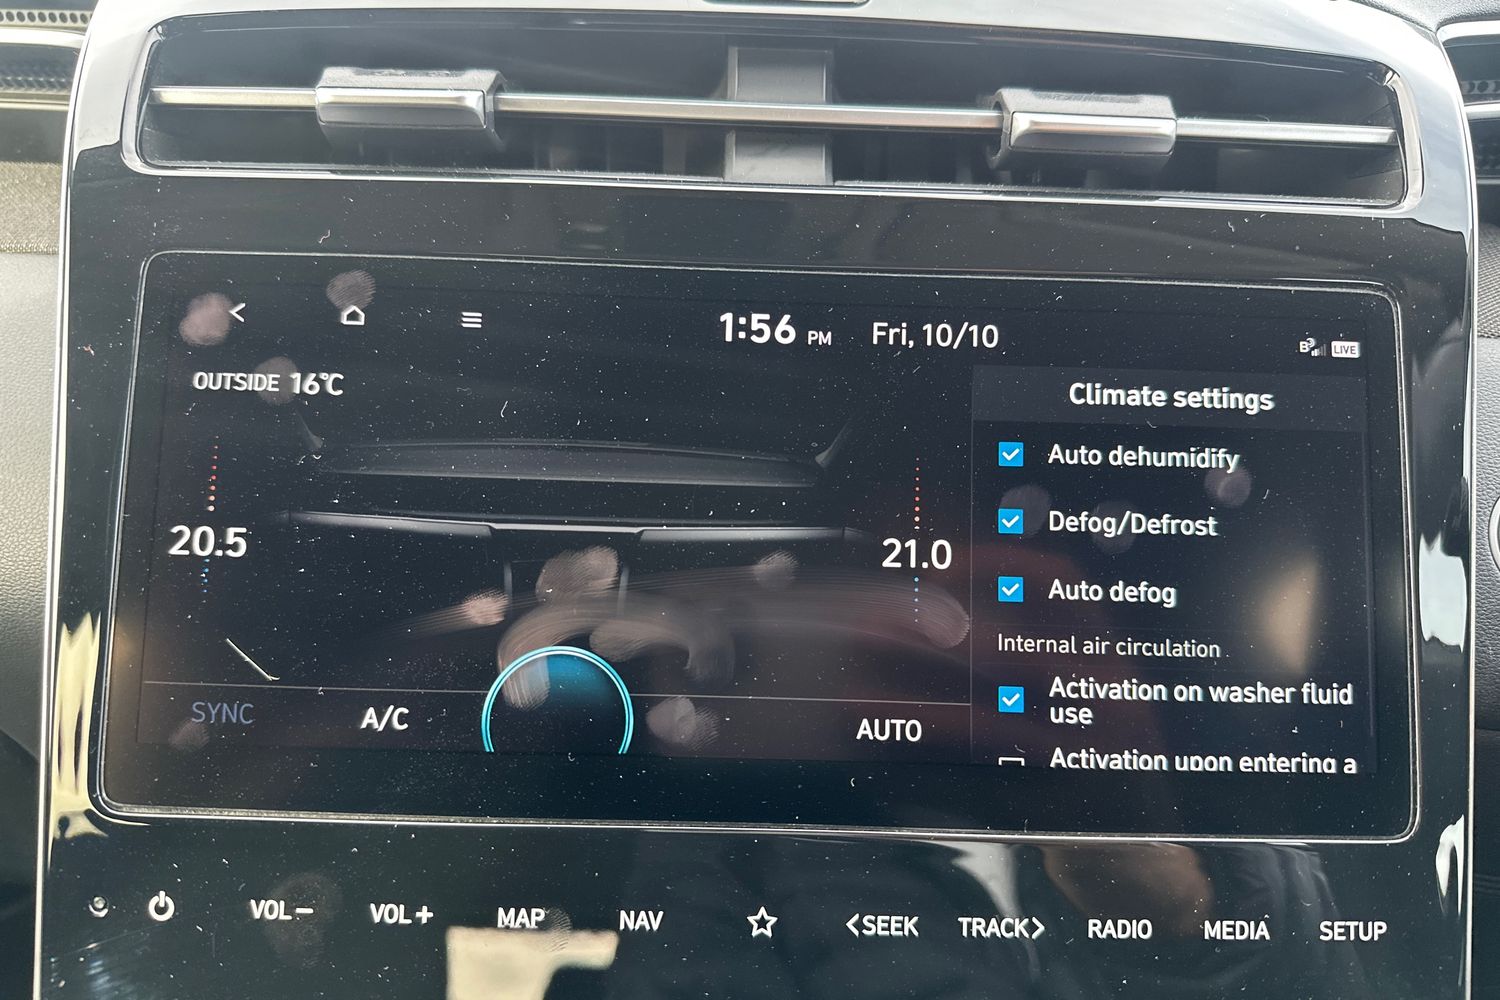 1:56 PM Fri, 10/10
LIVE
OUTSIDE 16°C
Climate settings
Auto dehumidify
Defog/Defrost
20.5
21.0
Auto defog
Internal air circulation
Activation on washer fluid
use
SYNC A/C AUTO
Activation upon entering a
VOL− VOL+ MAP NAV <SEEK TRACK> RADIO MEDIA SETUP